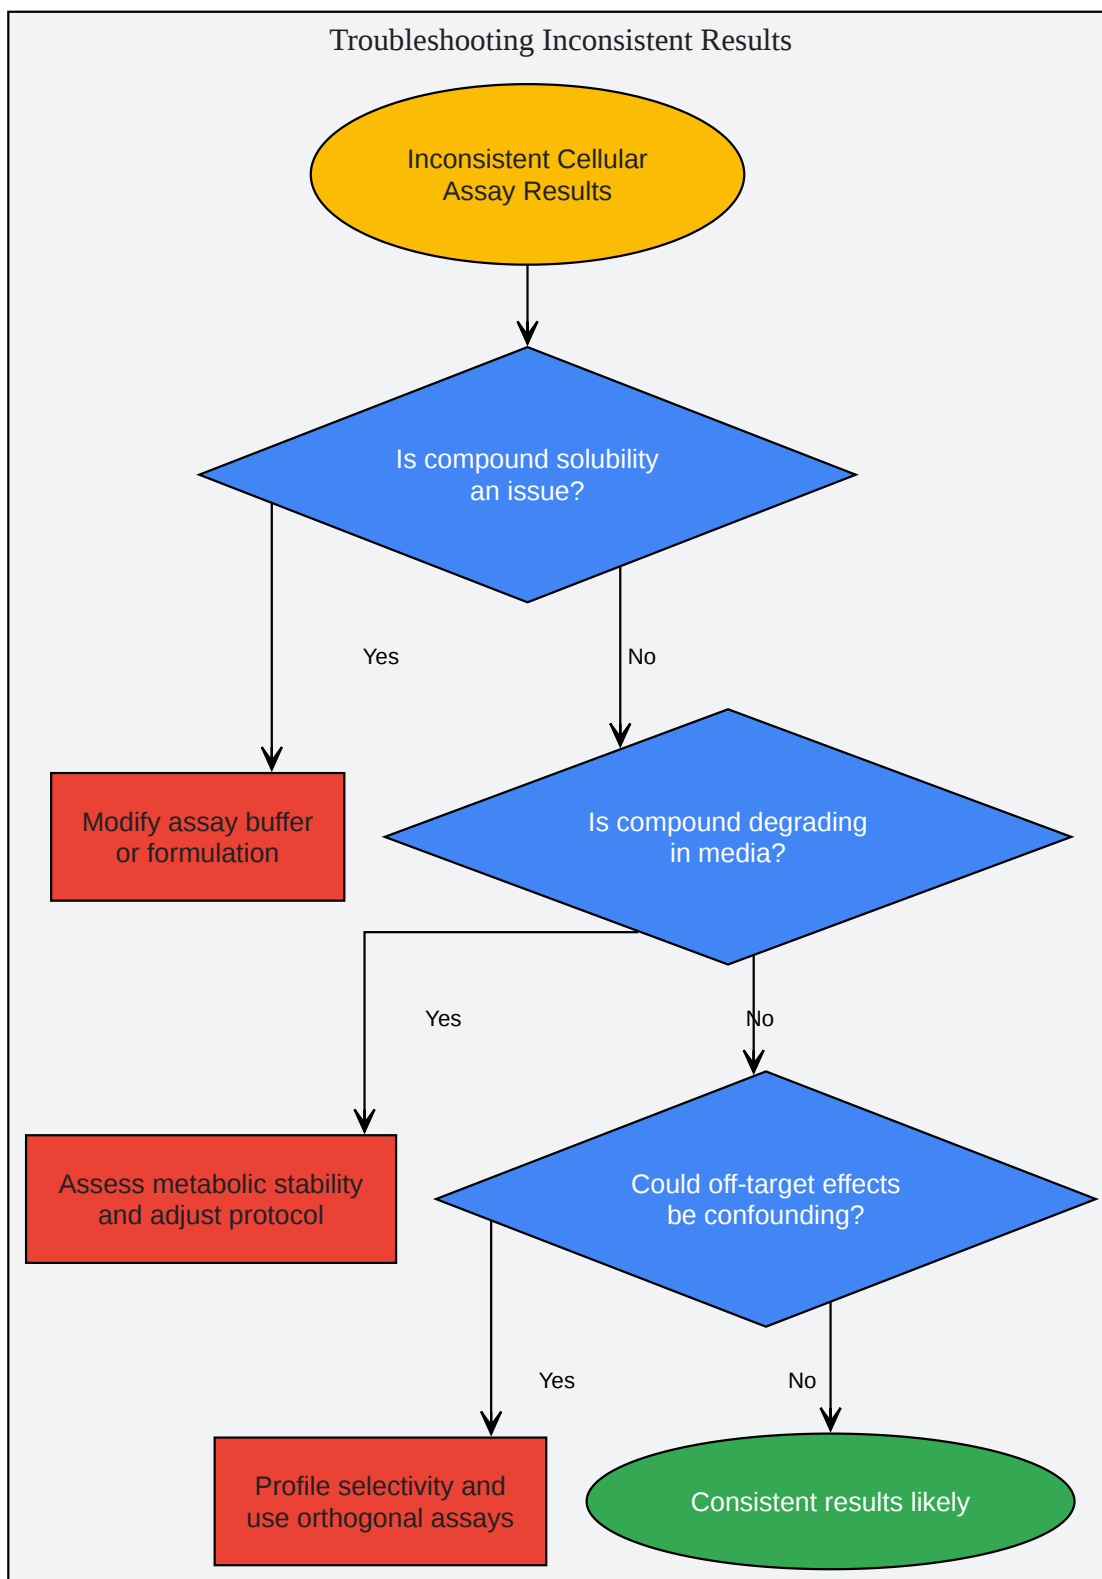 Troubleshooting Inconsistent Results
Inconsistent Cellular
Assay Results
Is compound solubility
an issue?
Yes
No
Modify assay buffer
or formulation
Is compound degrading
in media?
Yes
No
Assess metabolic stability
and adjust protocol
Could off-target effects
be confounding?
Yes
No
Profile selectivity and
use orthogonal assays
Consistent results likely